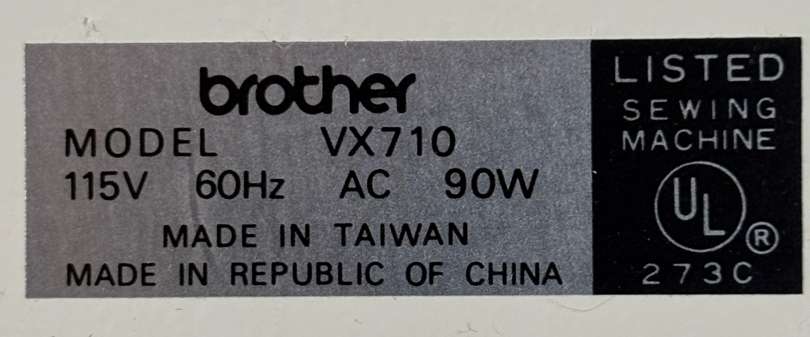 brother
MODEL VX710
115V 60Hz AC 90W
MADE IN TAIWAN
MADE IN REPUBLIC OF CHINA
LISTED
SEWING
MACHINE
UL ®
273C